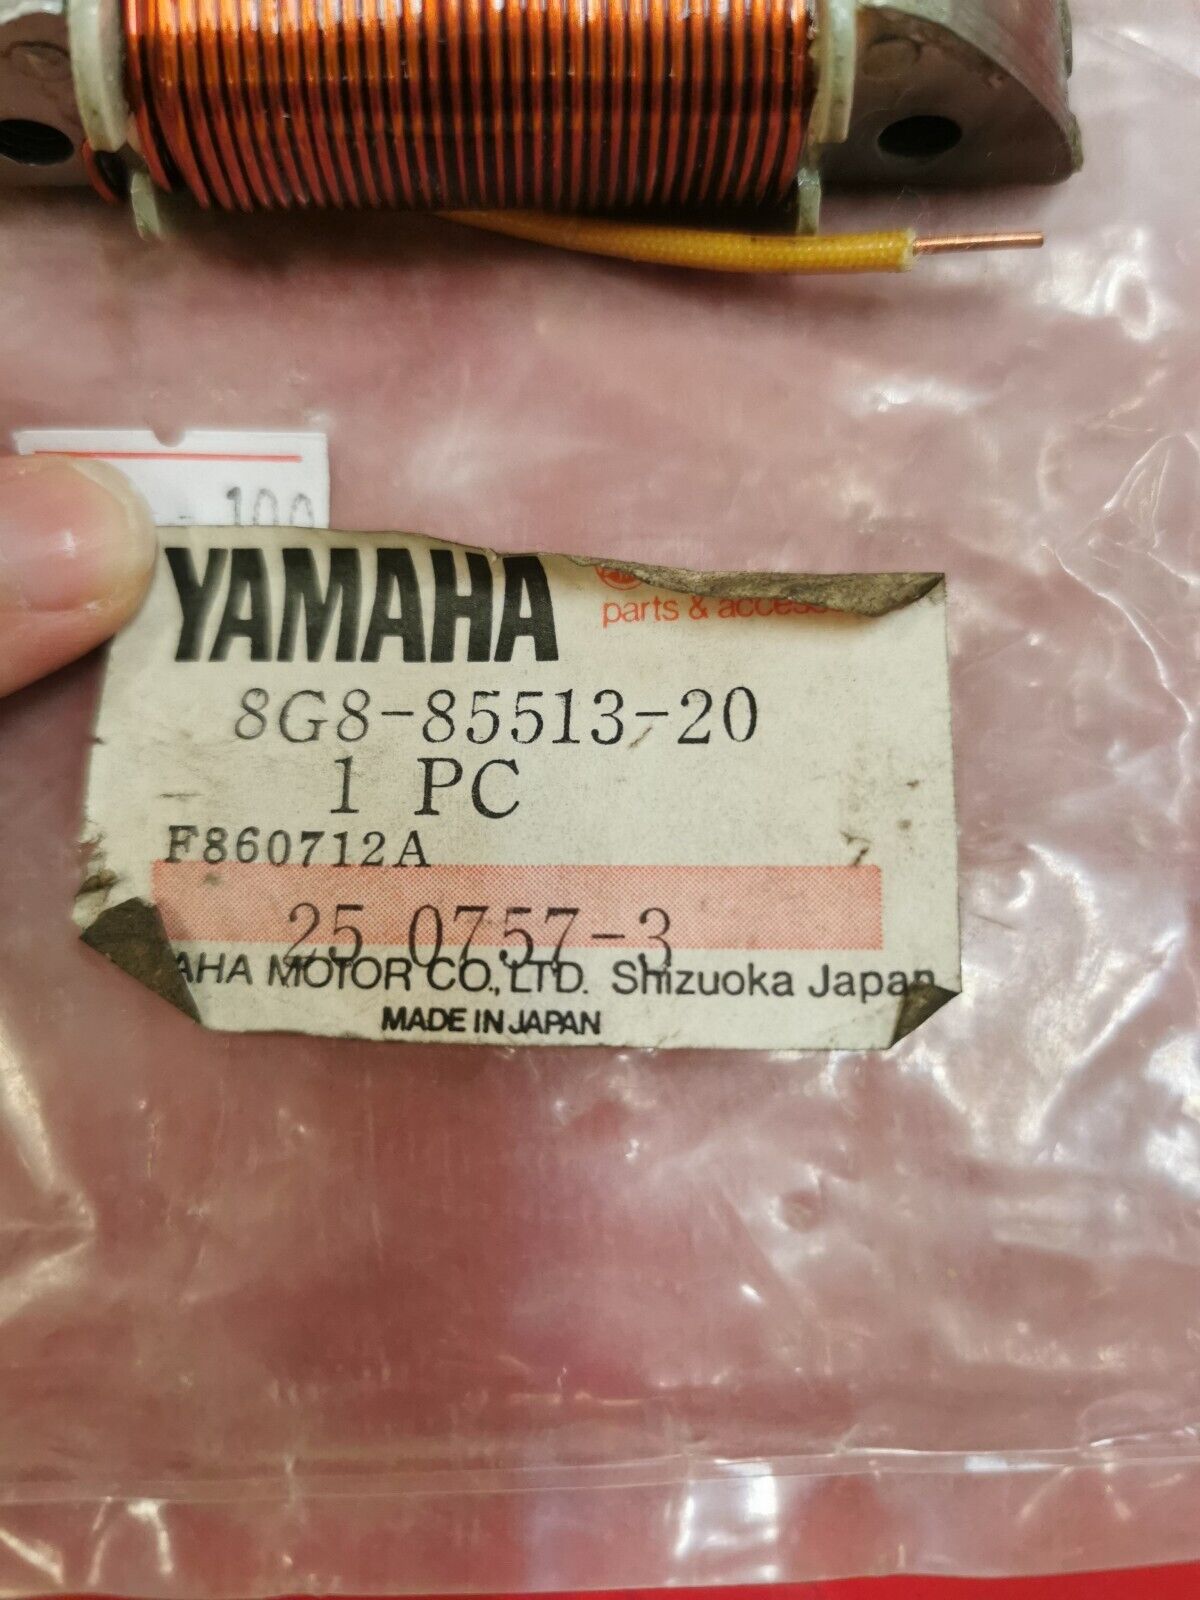 100
YAMAHA
parts &
8G8-85513-20
1 PC
F860712A
25 0757-3
AHA MOTOR CO., LTD. Shizuoka Japan
MADE IN JAPAN